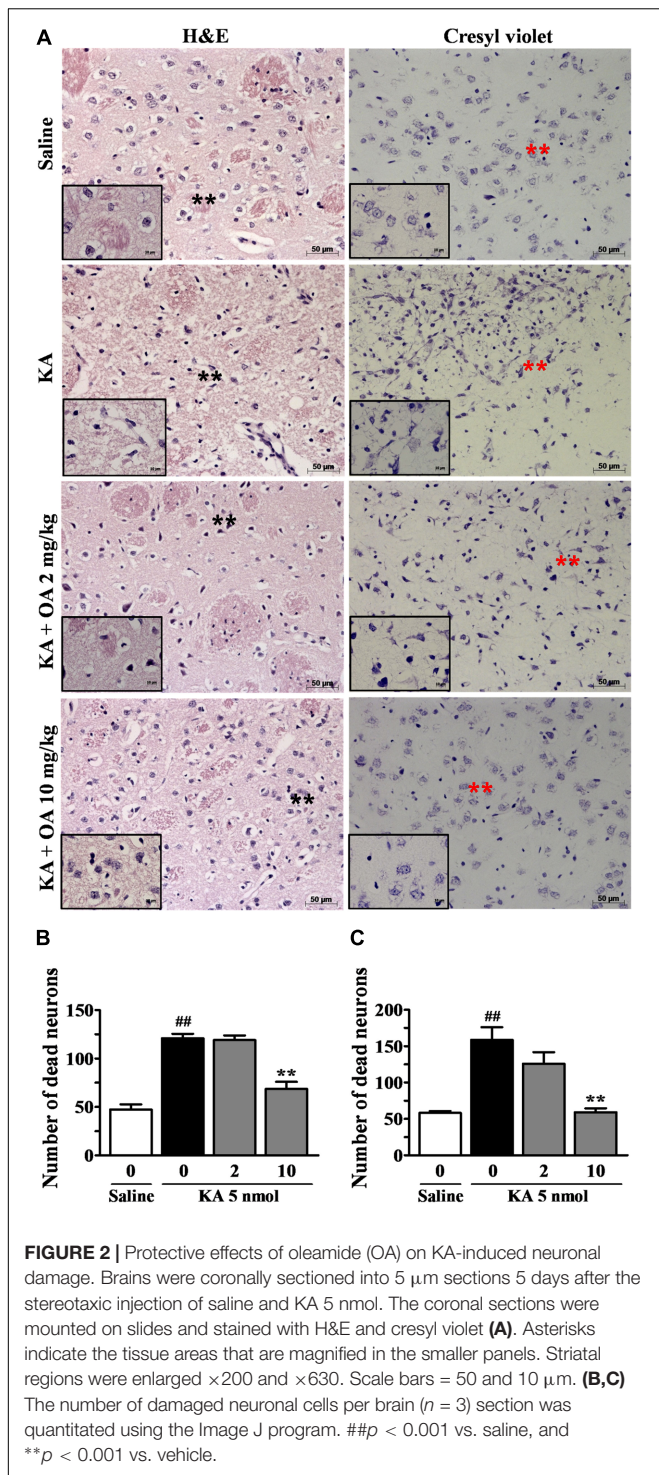 A
H&E
Cresyl violet
Saline
**
**
50 µm
50 µm
KA
**
**
50 µm
50 µm
KA + OA 2 mg/kg
**
**
50 µm
50 µm
KA + OA 10 mg/kg
**
**
50 µm
50 µm
B
Number of dead neurons
150
100
50
0
##
**
0 0 2 10
Saline KA 5 nmol
C
Number of dead neurons
200
150
100
50
0
##
**
0 0 2 10
Saline KA 5 nmol
FIGURE 2 | Protective effects of oleamide (OA) on KA-induced neuronal
damage. Brains were coronally sectioned into 5 µm sections 5 days after the
stereotaxic injection of saline and KA 5 nmol. The coronal sections were
mounted on slides and stained with H&E and cresyl violet (A). Asterisks
indicate the tissue areas that are magnified in the smaller panels. Striatal
regions were enlarged ×200 and ×630. Scale bars = 50 and 10 µm. (B,C)
The number of damaged neuronal cells per brain (n = 3) section was
quantitated using the Image J program. ##p < 0.001 vs. saline, and
**p < 0.001 vs. vehicle.